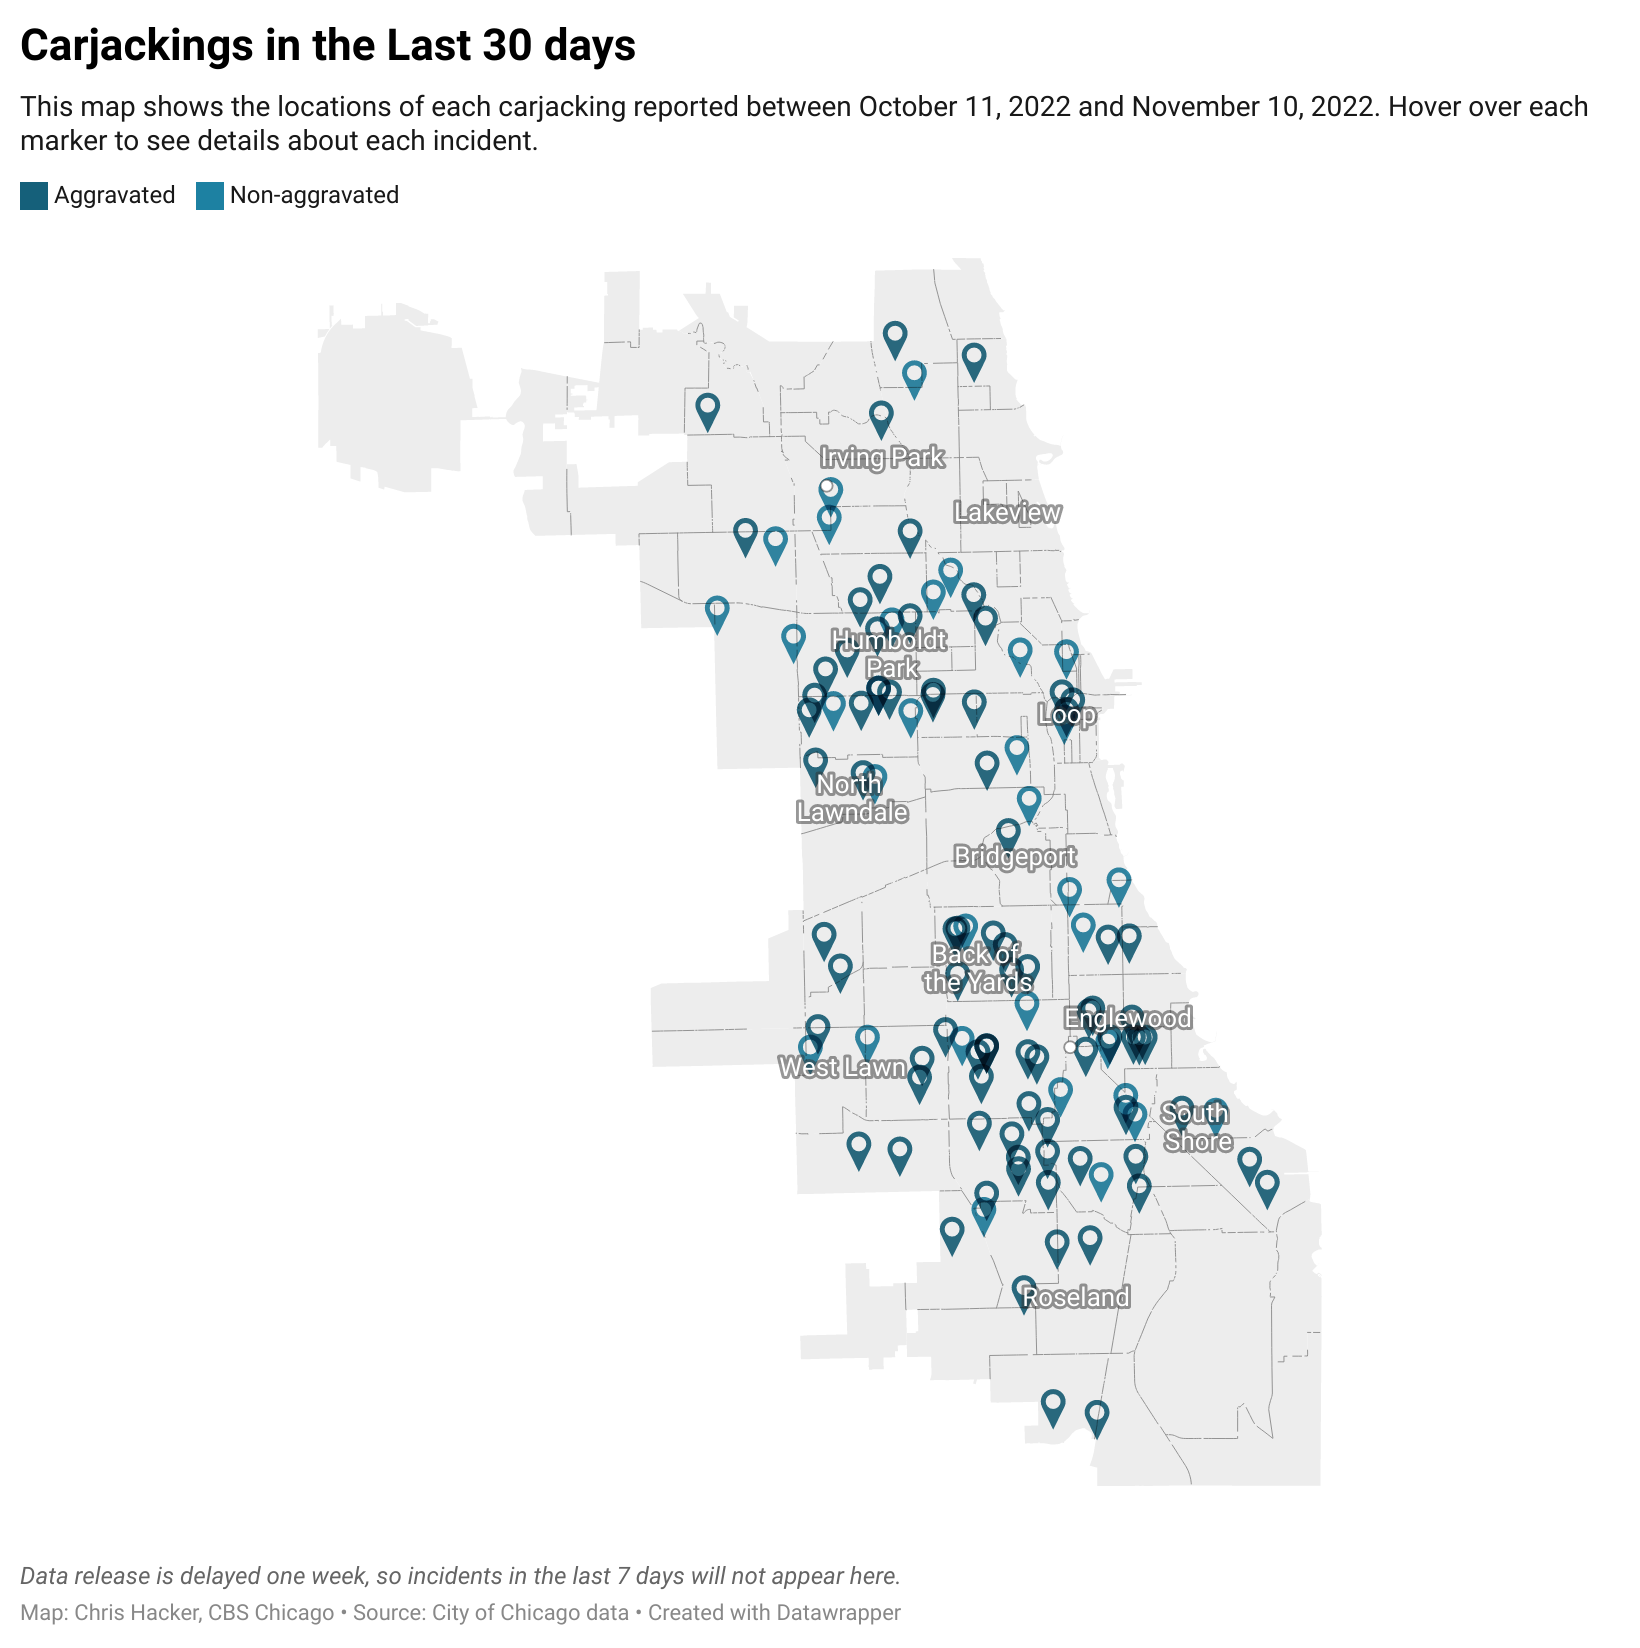 Carjackings in the Last 30 days
This map shows the locations of each carjacking reported between October 11, 2022 and November 10, 2022. Hover over each
marker to see details about each incident.
Aggravated Non-aggravated
Irving Park
Lakeview
Humboldt
Park
Loop
North
Lawndale
Bridgeport
Back of
the Yards
Englewood
West Lawn
South
Shore
Roseland
Data release is delayed one week, so incidents in the last 7 days will not appear here.
Map: Chris Hacker, CBS Chicago • Source: City of Chicago data • Created with Datawrapper